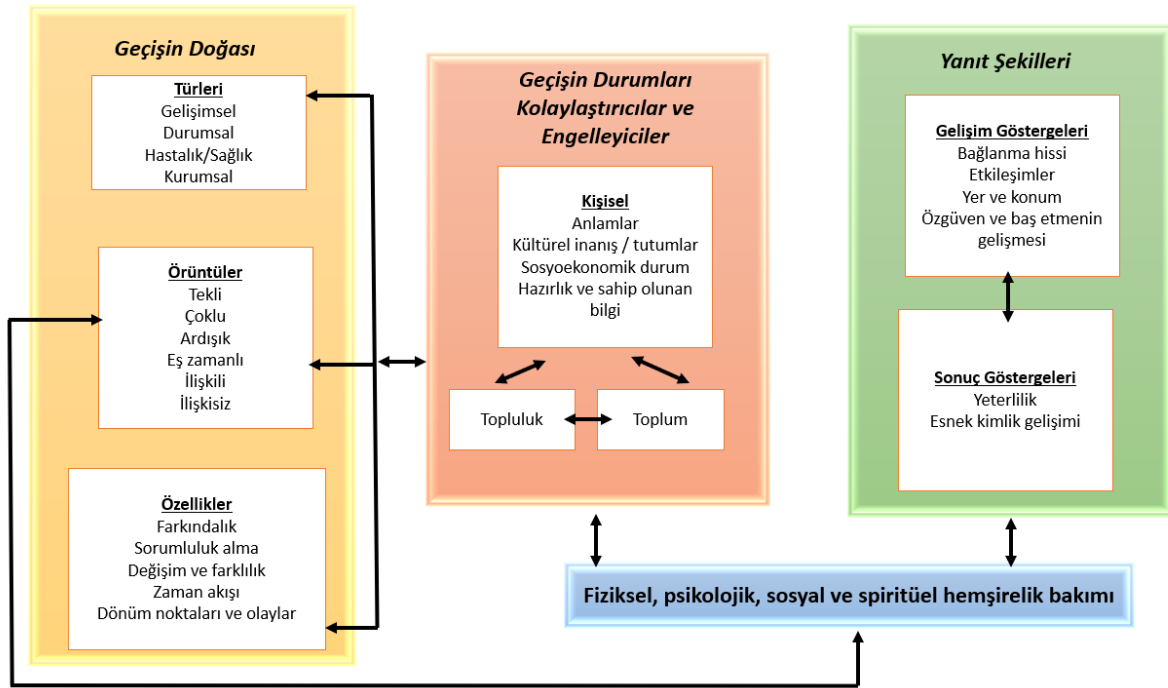 Geçişin Doğası
Türleri
Gelişimsel
Durumsal
Hastalık/Sağlık
Kurumsal
Örüntüler
Tekli
Çoklu
Ardışık
Eş zamanlı
İlişkili
İlişkisiz
Özellikler
Farkındalık
Sorumluluk alma
Değişim ve farklılık
Zaman akışı
Dönüm noktaları ve olaylar
Geçişin Durumları
Kolaylaştırıcılar ve
Engelleyiciler
Kişisel
Anlamlar
Kültürel inanış / tutumlar
Sosyoekonomik durum
Hazırlık ve sahip olunan
bilgi
Topluluk
Toplum
Yanıt Şekilleri
Gelişim Göstergeleri
Bağlanma hissi
Etkileşimler
Yer ve konum
Özgüven ve baş etmenin
gelişmesi
Sonuç Göstergeleri
Yeterlilik
Esnek kimlik gelişimi
Fiziksel, psikolojik, sosyal ve spiritüel hemşirelik bakımı